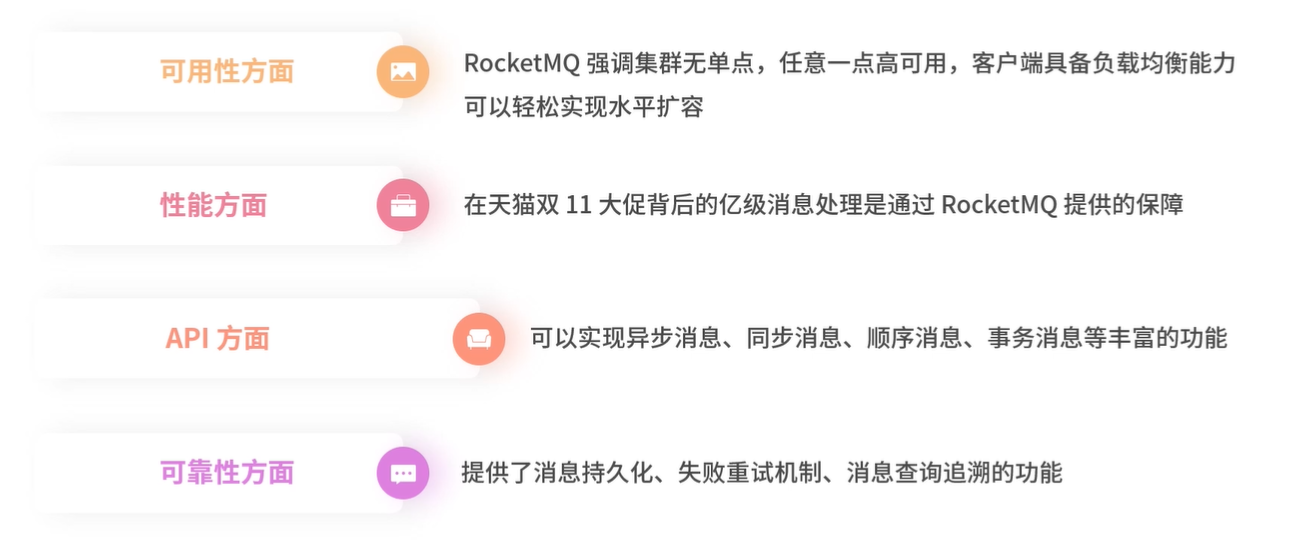 可用性方面
RocketMQ 强调集群无单点，任意一点高可用，客户端具备负载均衡能力
可以轻松实现水平扩容
性能方面
在天猫双 11 大促背后的亿级消息处理是通过 RocketMQ 提供的保障
API 方面
可以实现异步消息、同步消息、顺序消息、事务消息等丰富的功能
可靠性方面
提供了消息持久化、失败重试机制、消息查询追溯的功能